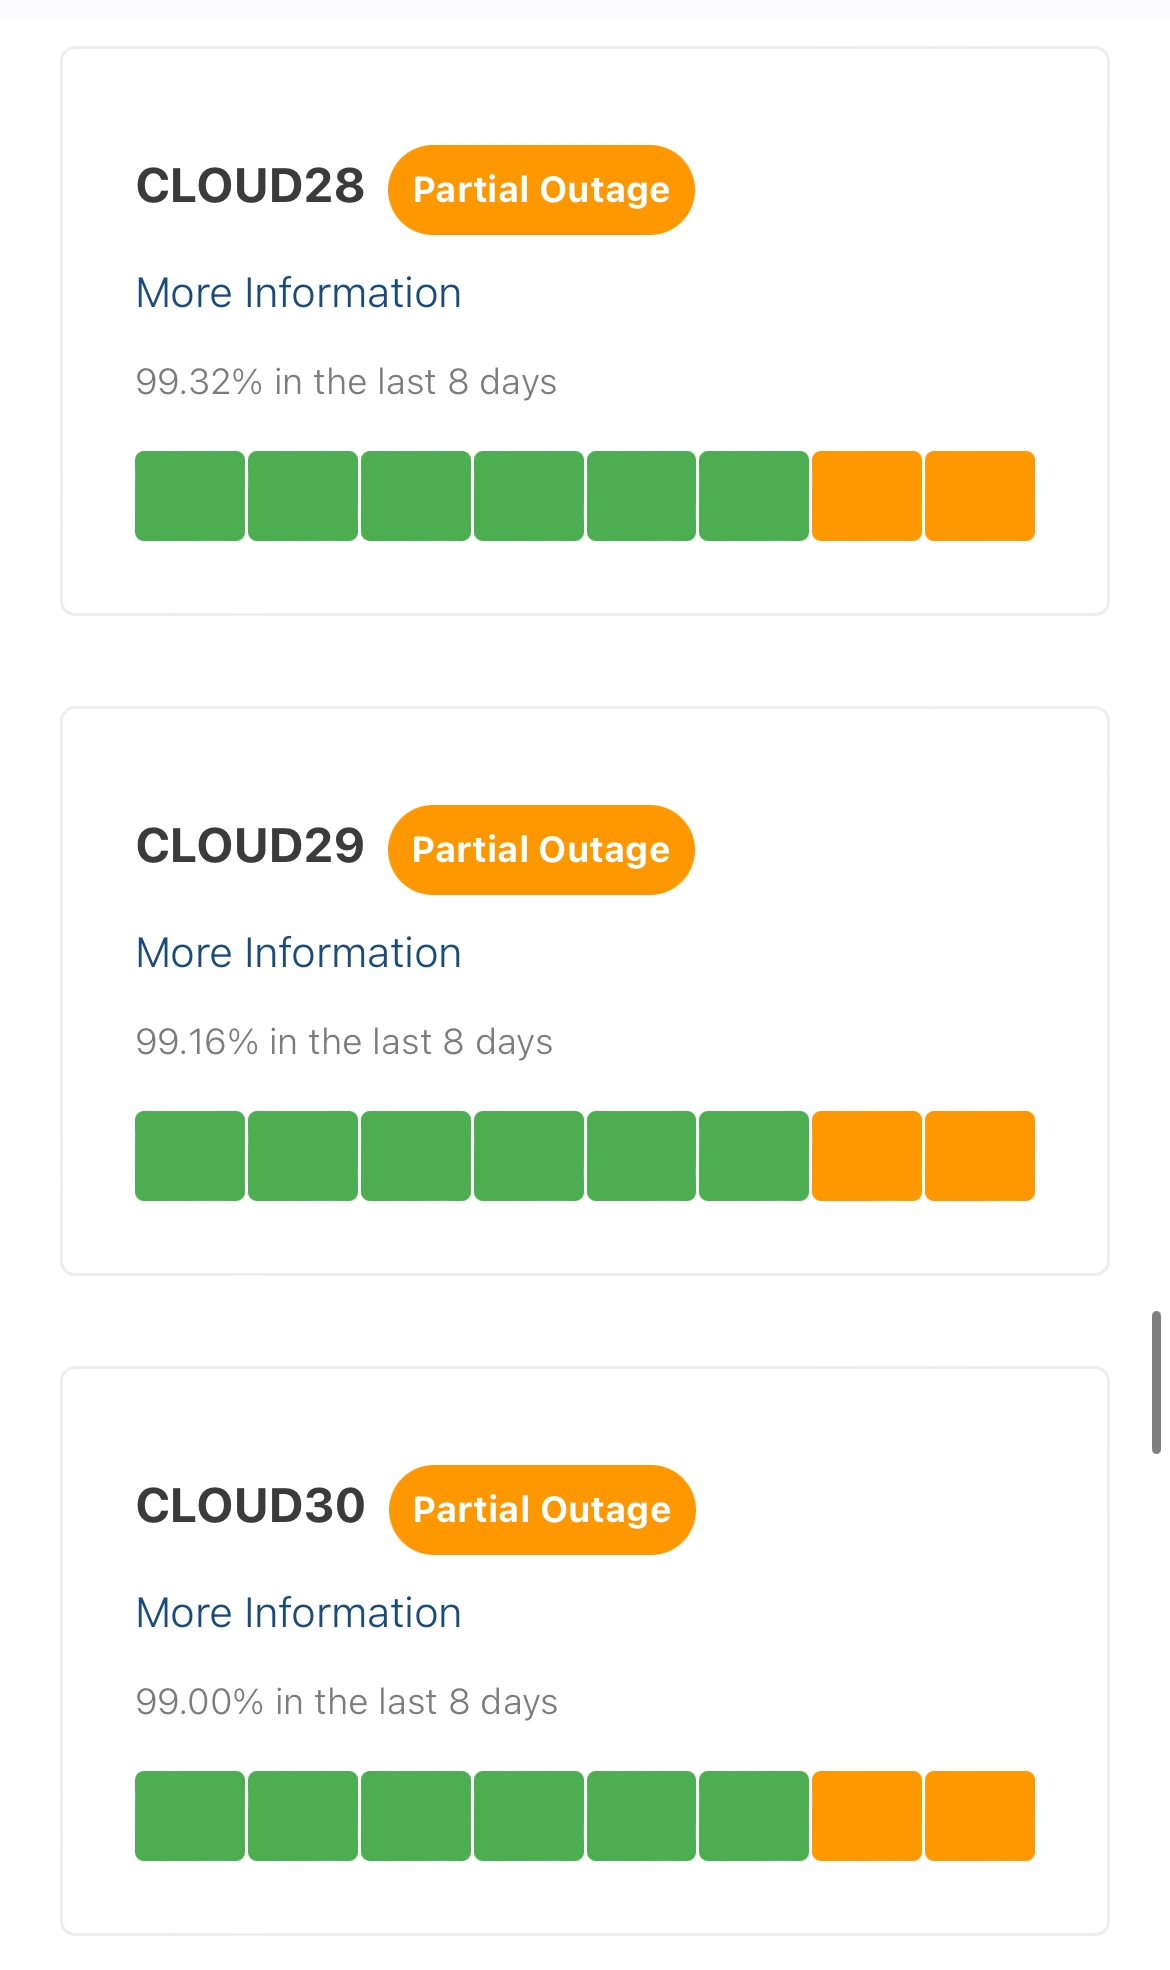 CLOUD28 Partial Outage
More Information
99.32% in the last 8 days
CLOUD29 Partial Outage
More Information
99.16% in the last 8 days
CLOUD30 Partial Outage
More Information
99.00% in the last 8 days